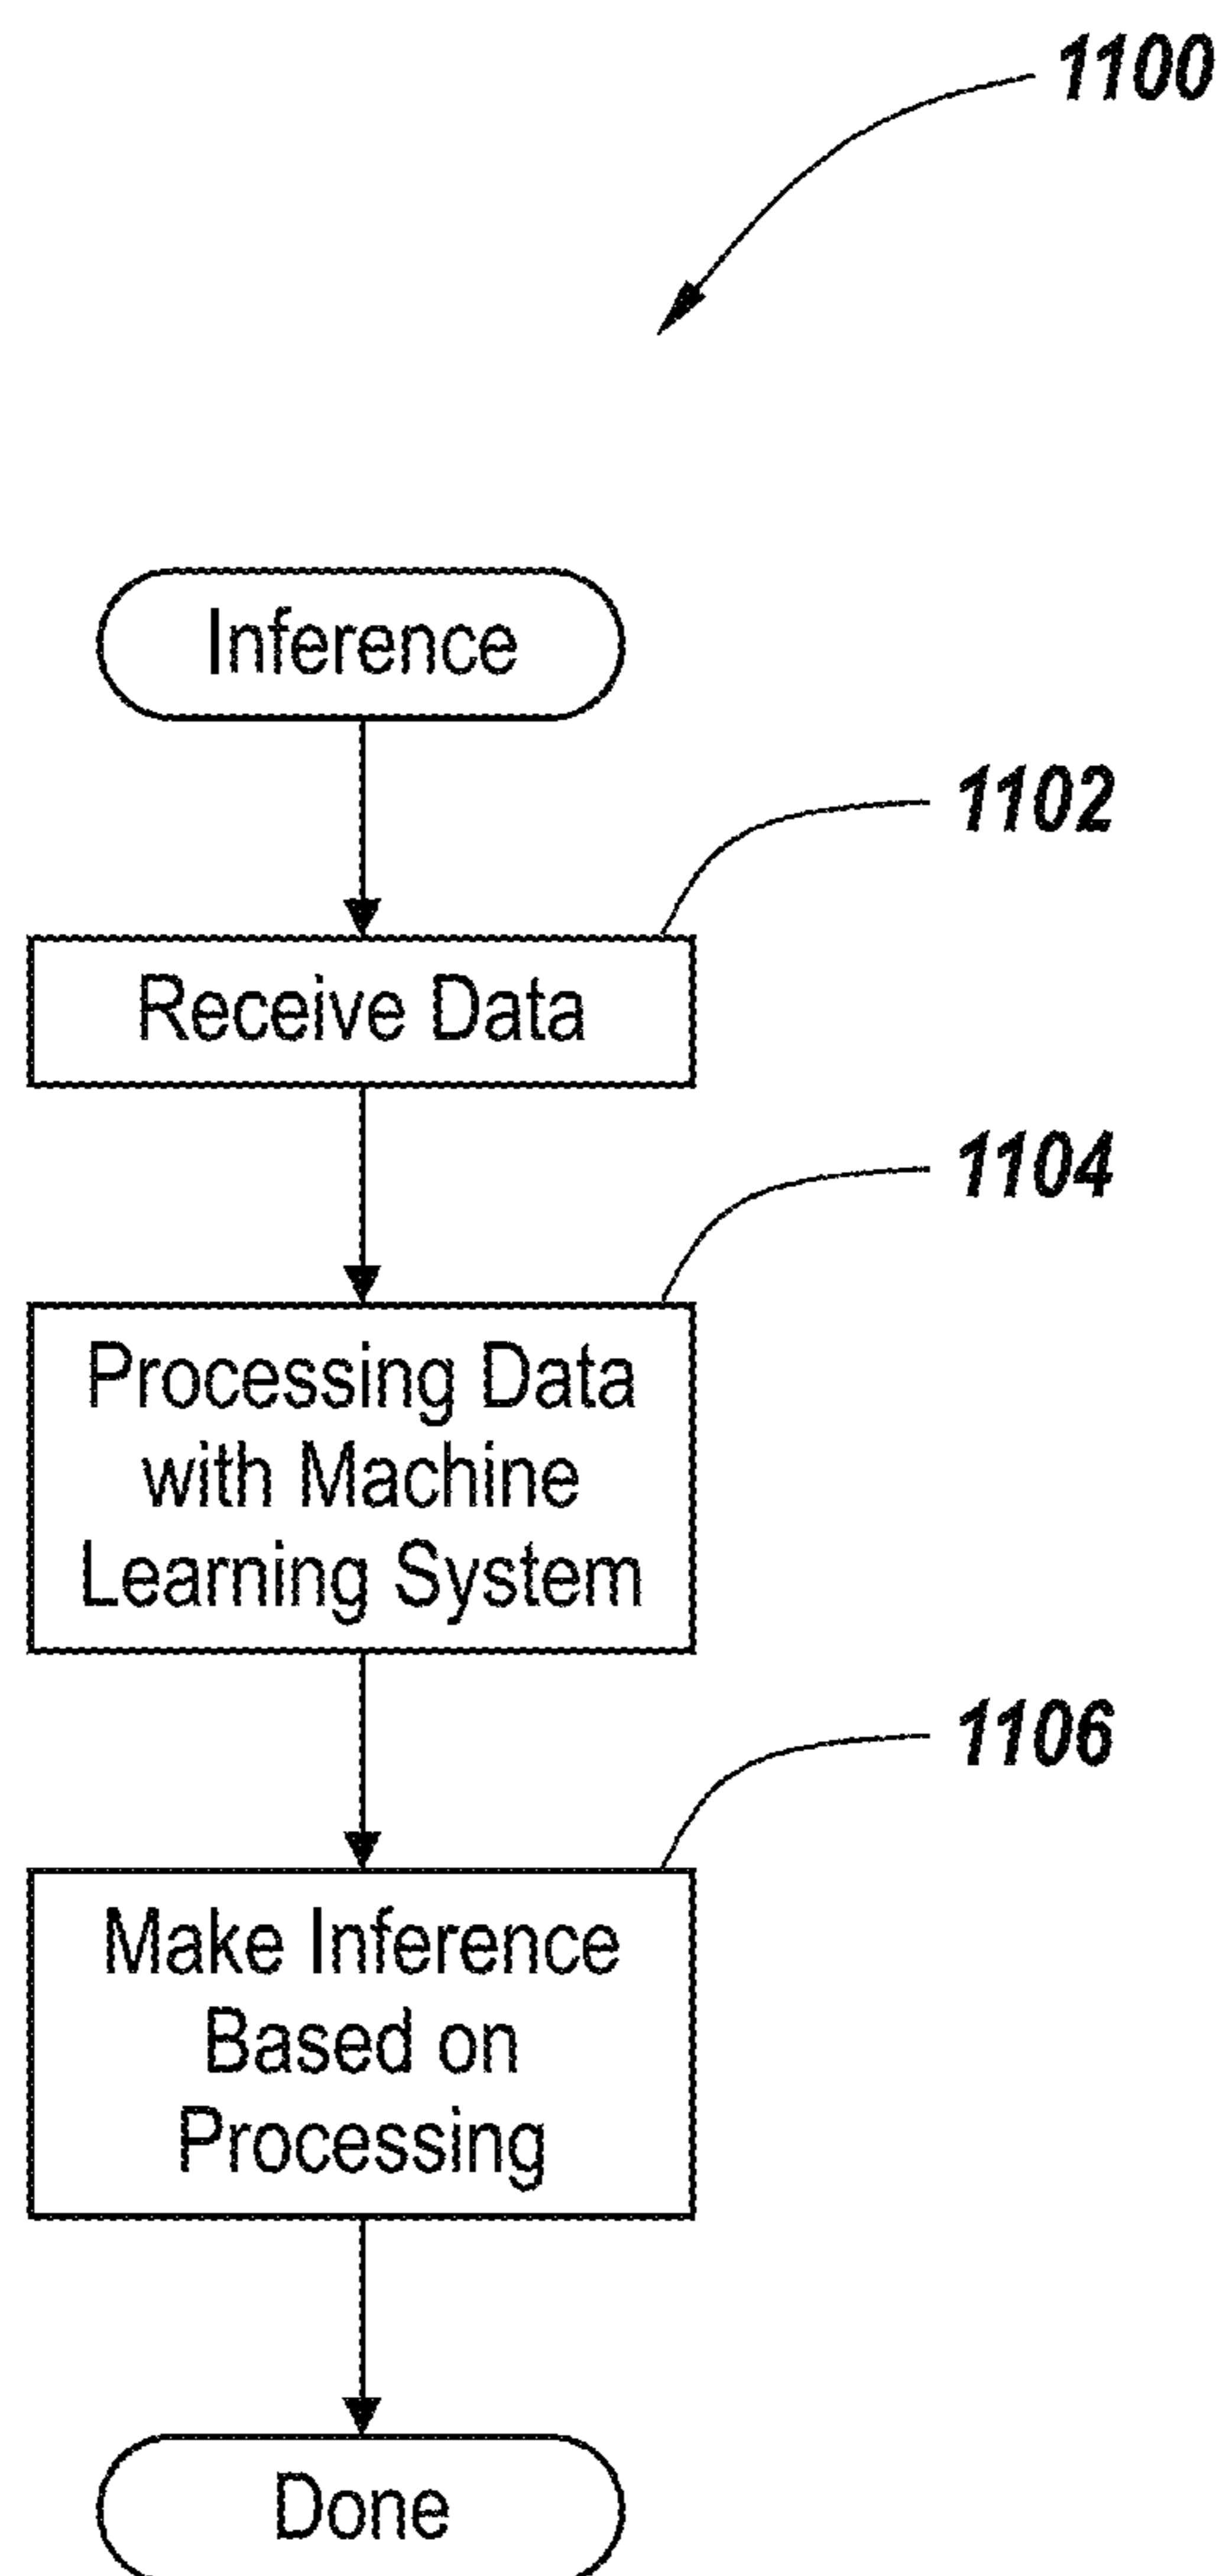 1100
Inference
1102
Receive Data
1104
Processing Data
with Machine
Learning System
1106
Make Inference
Based on
Processing
Done